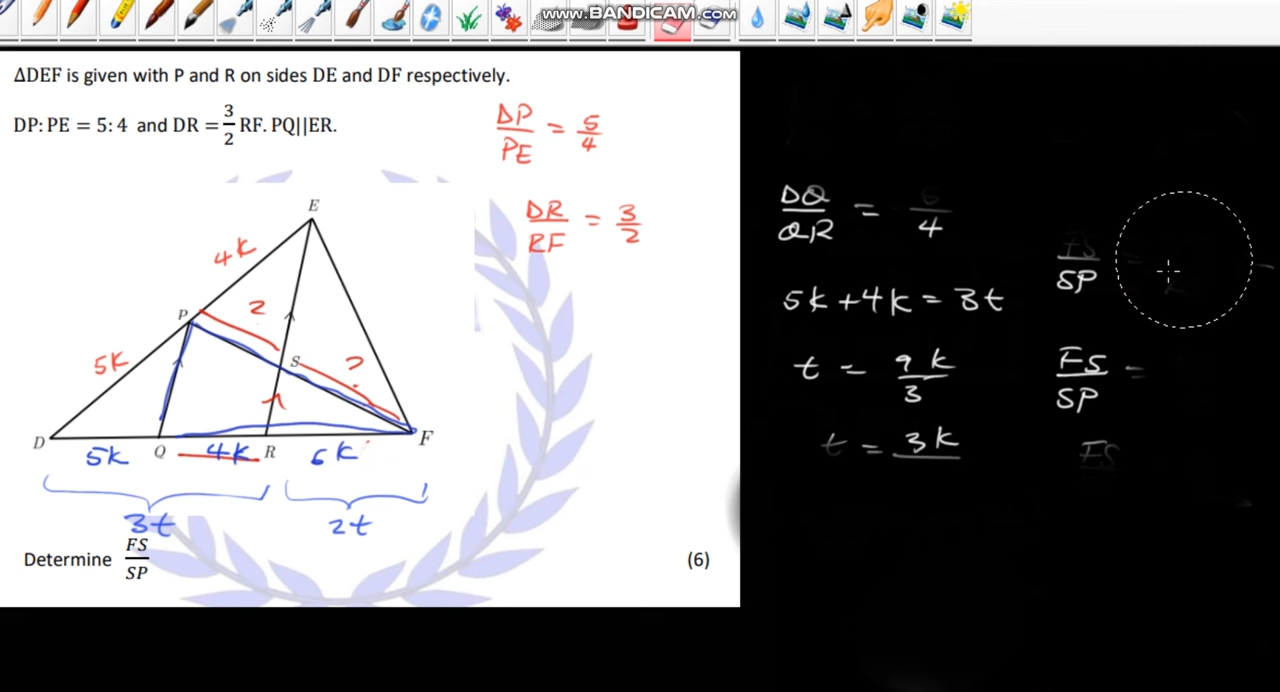 www.BANDICAM.com
ΔDEF is given with P and R on sides DE and DF respectively.
DP: PE = 5: 4 and DR = 3/2 RF. PQ||ER.
DP/PE = 5/4
DR/RF = 3/2
E
4k
P
2
5k
S
?
D
5k
Q
4k
R
6k
F
3t
2t
Determine FS/SP
(6)
DQ/QR = 5/4
5k+4k = 3t
t = 9k/3
t = 3k
FS/SP
FS/SP =
FS